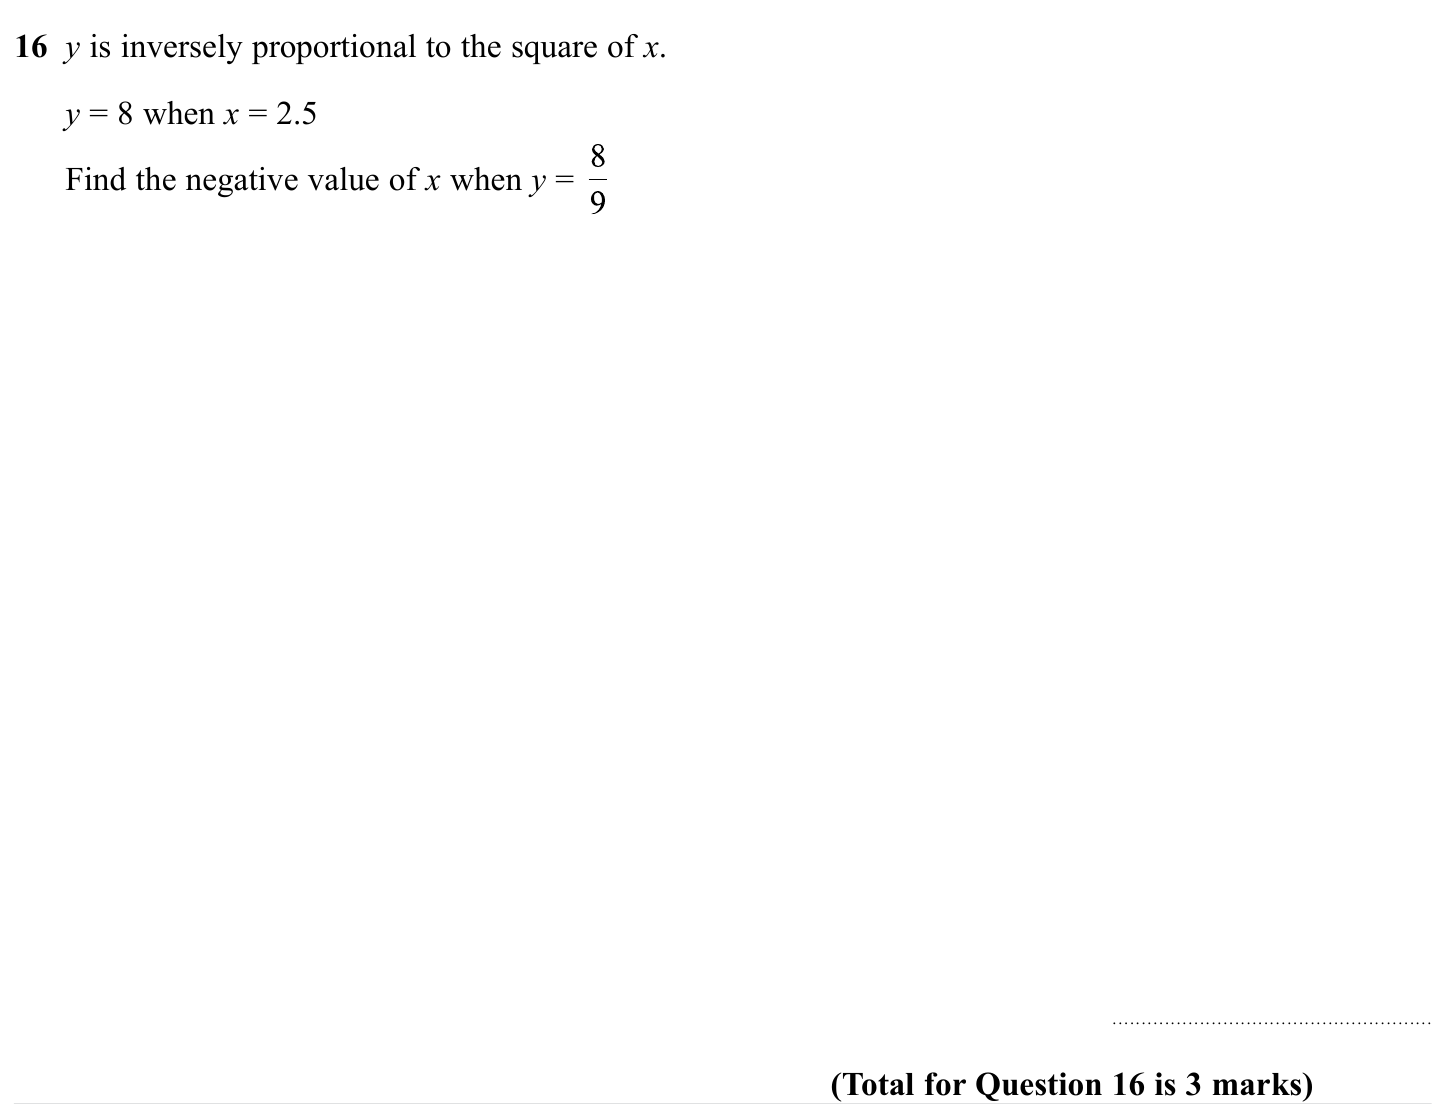 16 y is inversely proportional to the square of x.
y = 8 when x = 2.5
Find the negative value of x when y = 8/9
(Total for Question 16 is 3 marks)